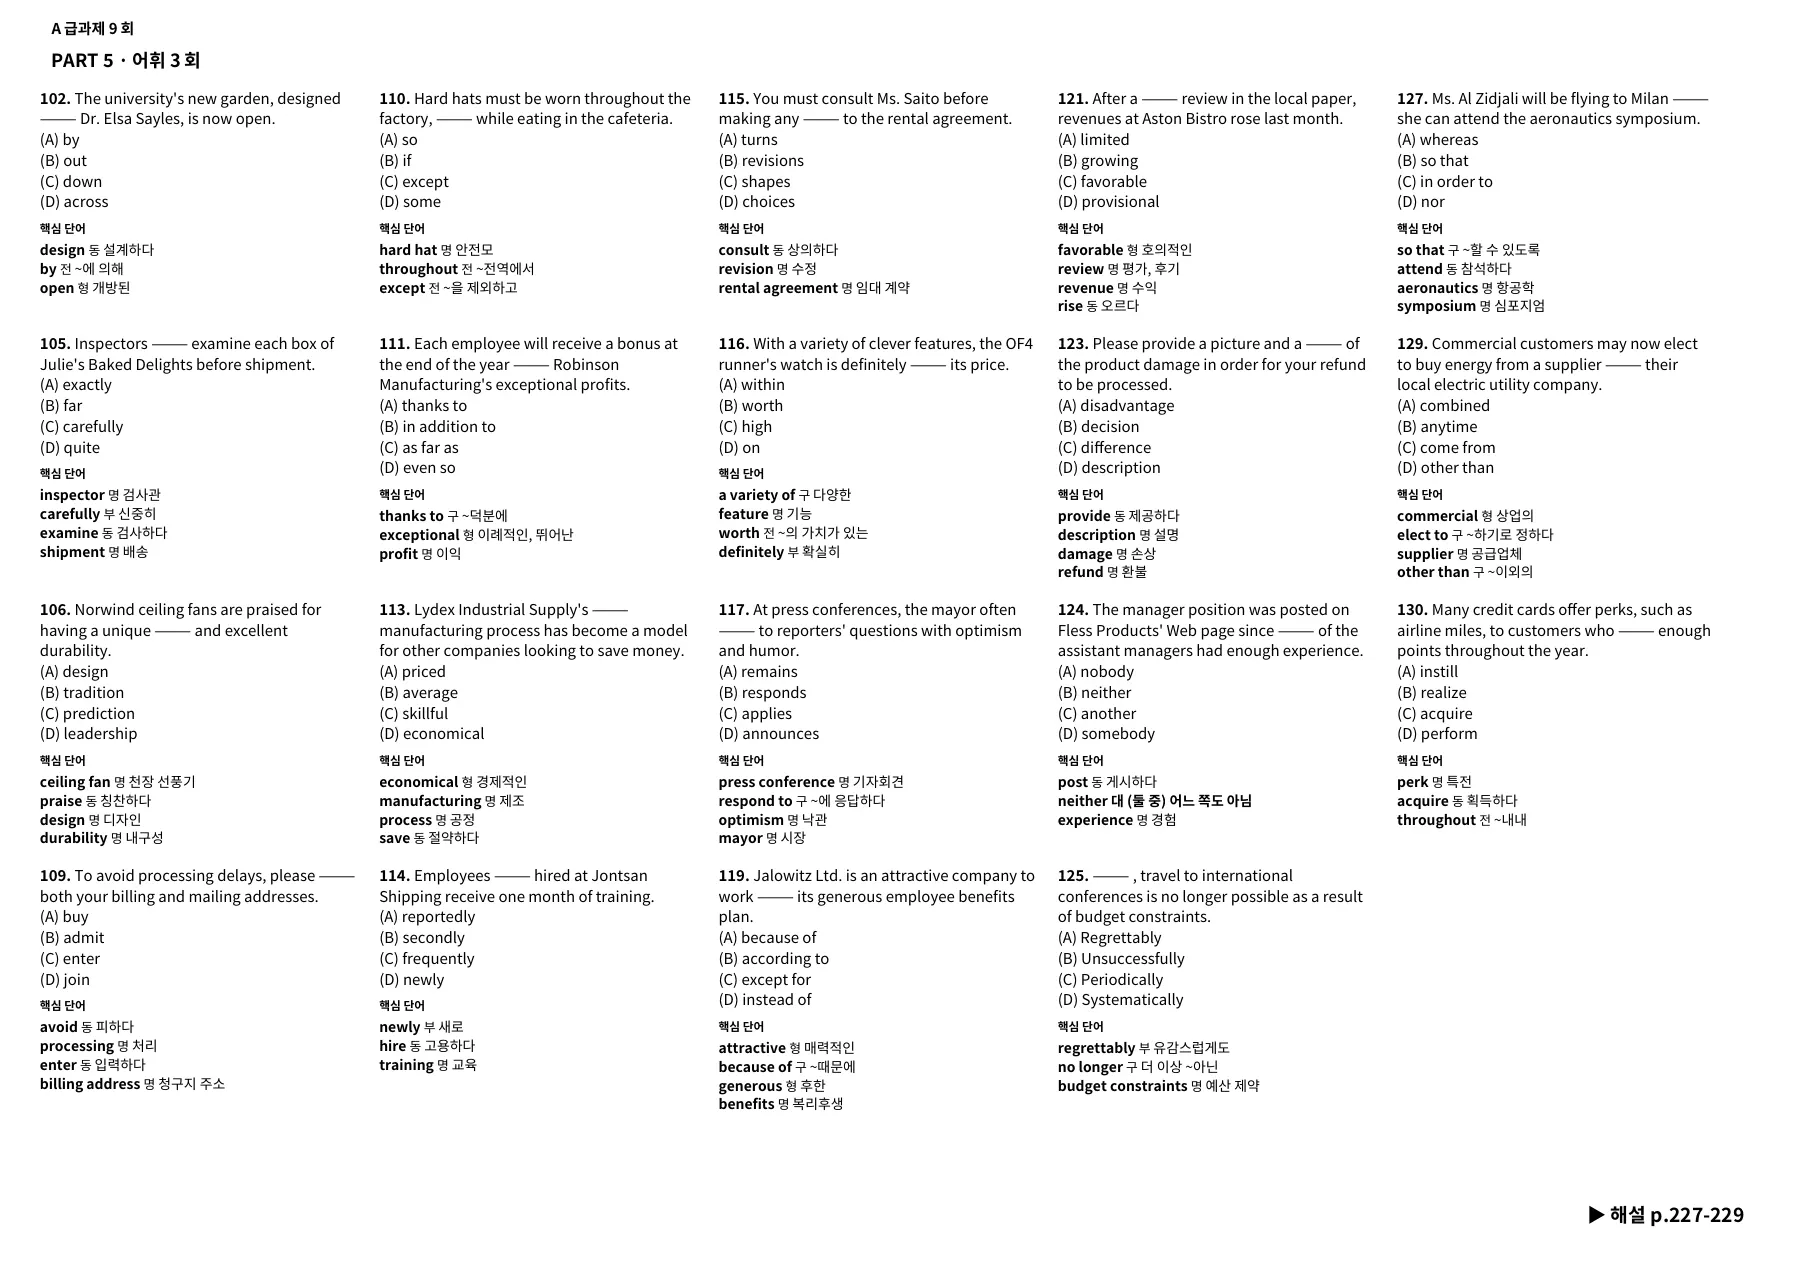 A 급과제 9 회
PART 5 · 어휘 3 회
102. The university's new garden, designed
—— Dr. Elsa Sayles, is now open.
(A) by
(B) out
(C) down
(D) across
핵심 단어
design 동 설계하다
by 전 ~에 의해
open 형 개방된
105. Inspectors —— examine each box of
Julie's Baked Delights before shipment.
(A) exactly
(B) far
(C) carefully
(D) quite
핵심 단어
inspector 명 검사관
carefully 부 신중히
examine 동 검사하다
shipment 명 배송
106. Norwind ceiling fans are praised for
having a unique —— and excellent
durability.
(A) design
(B) tradition
(C) prediction
(D) leadership
핵심 단어
ceiling fan 명 천장 선풍기
praise 동 칭찬하다
design 명 디자인
durability 명 내구성
109. To avoid processing delays, please ——
both your billing and mailing addresses.
(A) buy
(B) admit
(C) enter
(D) join
핵심 단어
avoid 동 피하다
processing 명 처리
enter 동 입력하다
billing address 명 청구지 주소
110. Hard hats must be worn throughout the
factory, —— while eating in the cafeteria.
(A) so
(B) if
(C) except
(D) some
핵심 단어
hard hat 명 안전모
throughout 전 ~전역에서
except 전 ~을 제외하고
111. Each employee will receive a bonus at
the end of the year —— Robinson
Manufacturing's exceptional profits.
(A) thanks to
(B) in addition to
(C) as far as
(D) even so
핵심 단어
thanks to 구 ~덕분에
exceptional 형 이례적인, 뛰어난
profit 명 이익
113. Lydex Industrial Supply's ——
manufacturing process has become a model
for other companies looking to save money.
(A) priced
(B) average
(C) skillful
(D) economical
핵심 단어
economical 형 경제적인
manufacturing 명 제조
process 명 공정
save 동 절약하다
114. Employees —— hired at Jontsan
Shipping receive one month of training.
(A) reportedly
(B) secondly
(C) frequently
(D) newly
핵심 단어
newly 부 새로
hire 동 고용하다
training 명 교육
115. You must consult Ms. Saito before
making any —— to the rental agreement.
(A) turns
(B) revisions
(C) shapes
(D) choices
핵심 단어
consult 동 상의하다
revision 명 수정
rental agreement 명 임대 계약
116. With a variety of clever features, the OF4
runner's watch is definitely —— its price.
(A) within
(B) worth
(C) high
(D) on
핵심 단어
a variety of 구 다양한
feature 명 기능
worth 전 ~의 가치가 있는
definitely 부 확실히
117. At press conferences, the mayor often
—— to reporters' questions with optimism
and humor.
(A) remains
(B) responds
(C) applies
(D) announces
핵심 단어
press conference 명 기자회견
respond to 구 ~에 응답하다
optimism 명 낙관
mayor 명 시장
119. Jalowitz Ltd. is an attractive company to
work —— its generous employee benefits
plan.
(A) because of
(B) according to
(C) except for
(D) instead of
핵심 단어
attractive 형 매력적인
because of 구 ~때문에
generous 형 후한
benefits 명 복리후생
121. After a —— review in the local paper,
revenues at Aston Bistro rose last month.
(A) limited
(B) growing
(C) favorable
(D) provisional
핵심 단어
favorable 형 호의적인
review 명 평가, 후기
revenue 명 수익
rise 동 오르다
123. Please provide a picture and a —— of
the product damage in order for your refund
to be processed.
(A) disadvantage
(B) decision
(C) difference
(D) description
핵심 단어
provide 동 제공하다
description 명 설명
damage 명 손상
refund 명 환불
124. The manager position was posted on
Fless Products' Web page since —— of the
assistant managers had enough experience.
(A) nobody
(B) neither
(C) another
(D) somebody
핵심 단어
post 동 게시하다
neither 대 (둘 중) 어느 쪽도 아님
experience 명 경험
125. —— , travel to international
conferences is no longer possible as a result
of budget constraints.
(A) Regrettably
(B) Unsuccessfully
(C) Periodically
(D) Systematically
핵심 단어
regrettably 부 유감스럽게도
no longer 구 더 이상 ~아닌
budget constraints 명 예산 제약
127. Ms. Al Zidjali will be flying to Milan ——
she can attend the aeronautics symposium.
(A) whereas
(B) so that
(C) in order to
(D) nor
핵심 단어
so that 구 ~할 수 있도록
attend 동 참석하다
aeronautics 명 항공학
symposium 명 심포지엄
129. Commercial customers may now elect
to buy energy from a supplier —— their
local electric utility company.
(A) combined
(B) anytime
(C) come from
(D) other than
핵심 단어
commercial 형 상업의
elect to 구 ~하기로 정하다
supplier 명 공급업체
other than 구 ~이외의
130. Many credit cards offer perks, such as
airline miles, to customers who —— enough
points throughout the year.
(A) instill
(B) realize
(C) acquire
(D) perform
핵심 단어
perk 명 특전
acquire 동 획득하다
throughout 전 ~내내
▶ 해설 p.227-229